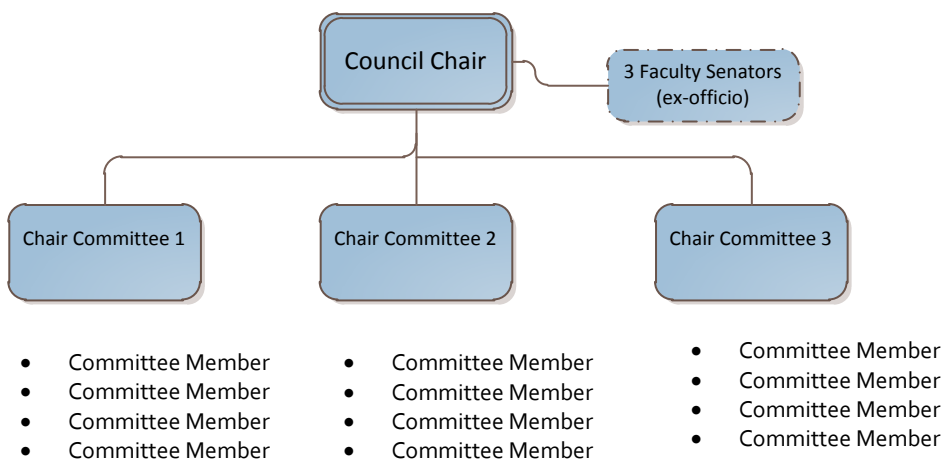 Council Chair
3 Faculty Senators
(ex-officio)
Chair Committee 1
Chair Committee 2
Chair Committee 3
• Committee Member
• Committee Member
• Committee Member
• Committee Member
• Committee Member
• Committee Member
• Committee Member
• Committee Member
• Committee Member
• Committee Member
• Committee Member
• Committee Member